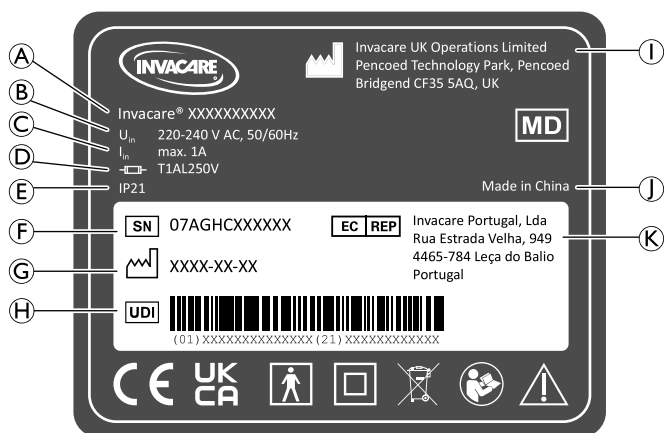 INVACARE
Invacare UK Operations Limited
Pencoed Technology Park, Pencoed
Bridgend CF35 5AQ, UK
A
I
B
Invacare® XXXXXXXXXX
C
Uin 220-240 V AC, 50/60Hz
MD
Iin max. 1A
D
T1AL250V
E
IP21
Made in China
J
F
SN 07AGHCXXXXXX
EC REP
Invacare Portugal, Lda
Rua Estrada Velha, 949
4465-784 Leça do Balio
Portugal
K
G
XXXX-XX-XX
H
UDI
(01)XXXXXXXXXXXXXX(21)XXXXXXXXXXXX
CE
UK
CA